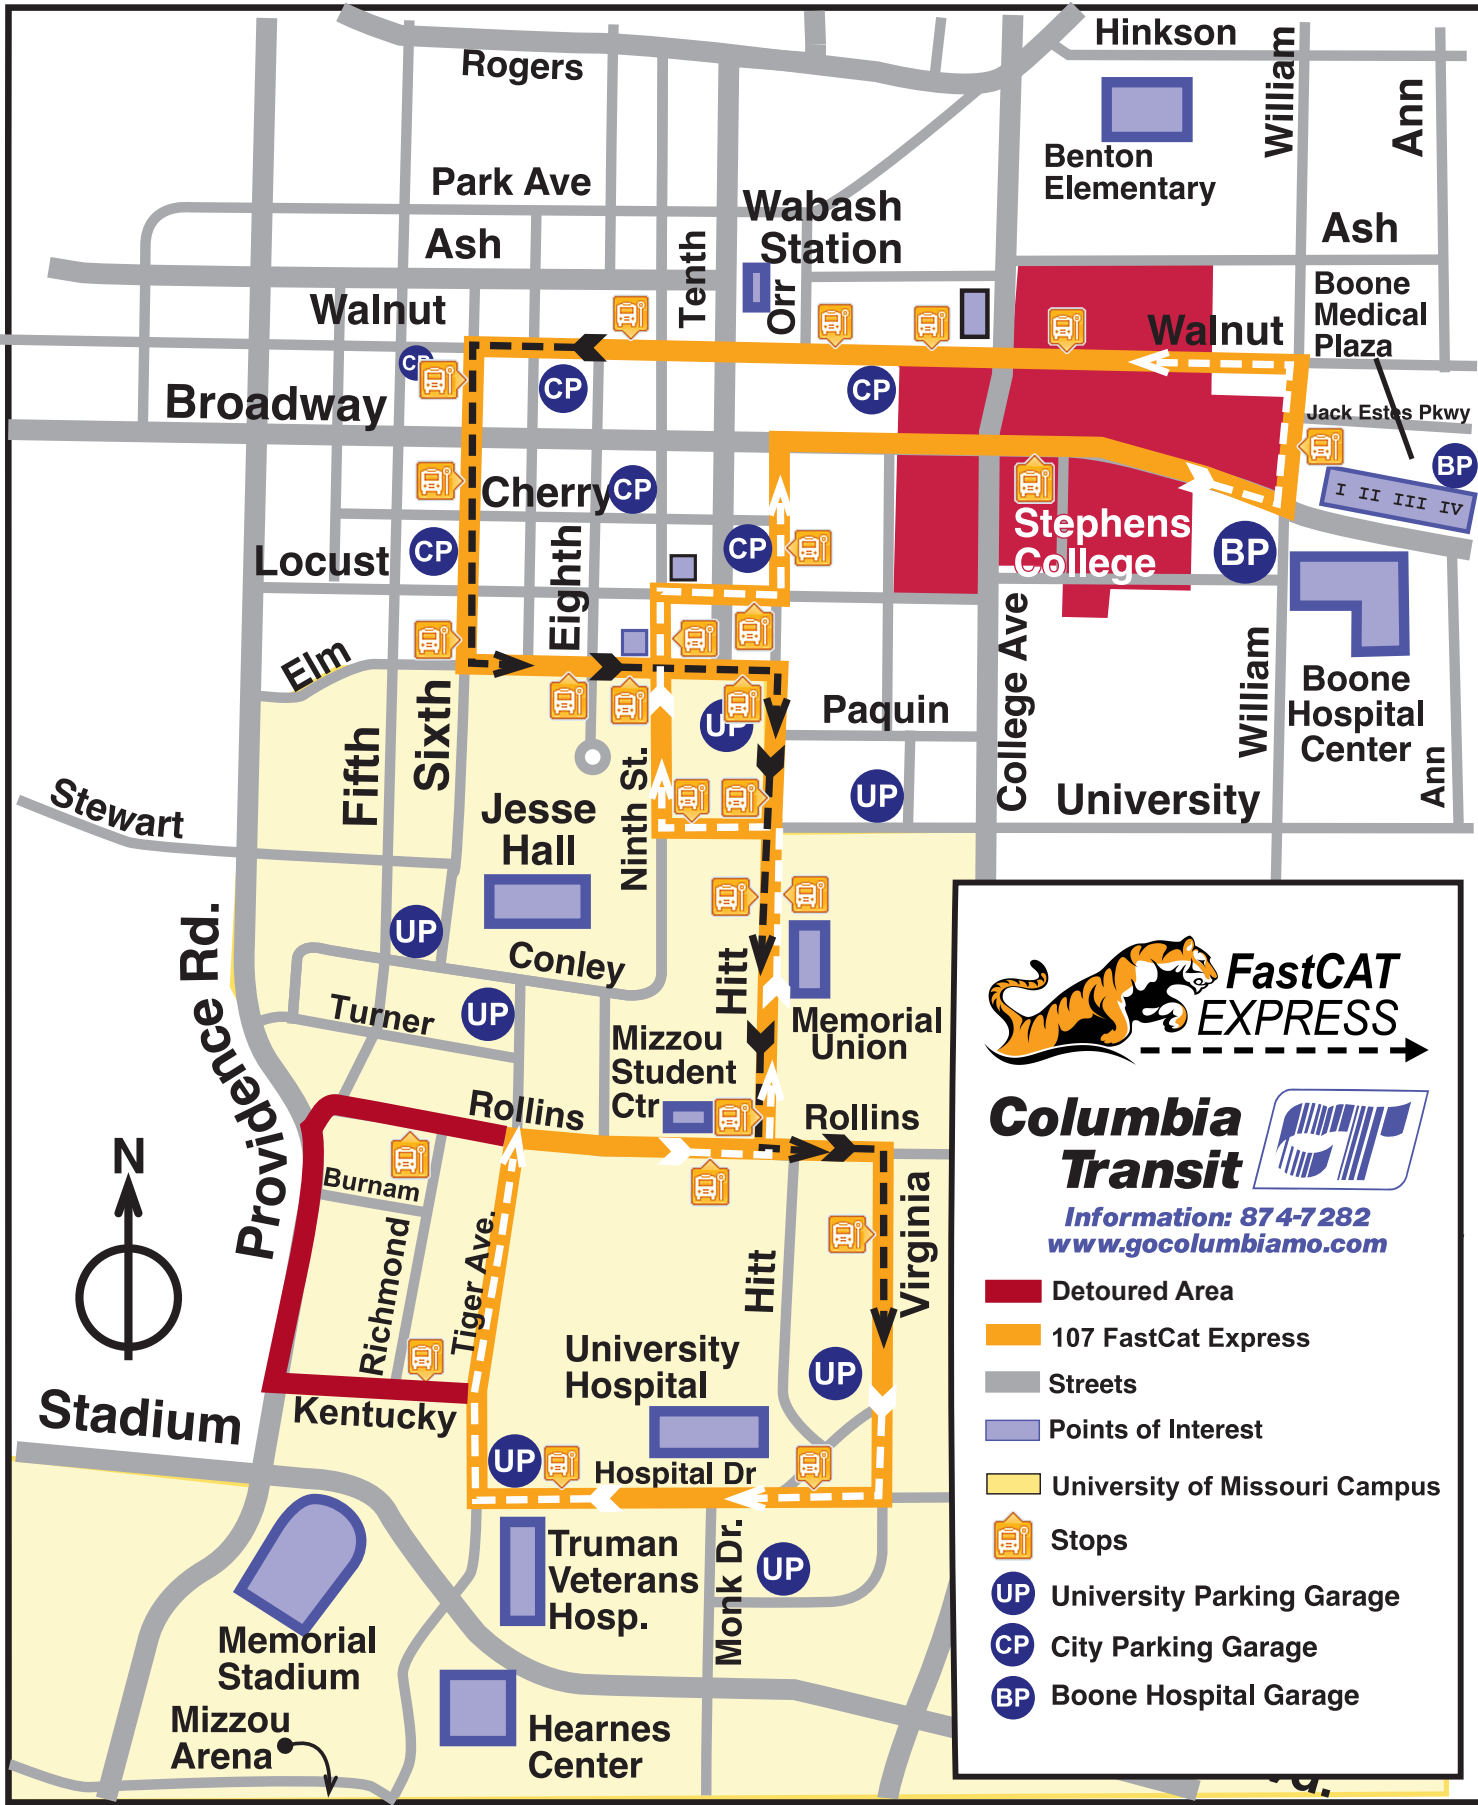 Hinkson
Rogers
William
Ann
Benton
Elementary
Park Ave
Wabash
Station
Ash
Ash
Tenth
Orr
Boone
Medical
Plaza
Walnut
Walnut
CP
CP
CP
Broadway
Jack Estes Pkwy
BP
I II III IV
Cherry
CP
Stephens
College
CP
CP
BP
Locust
Eighth
College Ave
Elm
William
Boone
Hospital
Center
Sixth
Paquin
UP
Fifth
Ninth St.
Ann
UP
University
Stewart
Jesse
Hall
Providence Rd.
UP
Conley
Hitt
FastCAT
EXPRESS
Turner
UP
Memorial
Union
Mizzou
Student
Ctr
Rollins
Rollins
Columbia
Transit
CT
Information: 874-7282
www.gocolumbiamo.com
N
Burnam
Virginia
Richmond
Tiger Ave.
Hitt
Detoured Area
107 FastCat Express
Streets
Points of Interest
University of Missouri Campus
Stops
UP University Parking Garage
CP City Parking Garage
BP Boone Hospital Garage
University
Hospital
UP
Kentucky
Stadium
UP
Hospital Dr
Truman
Veterans
Hosp.
Monk Dr.
UP
Memorial
Stadium
Mizzou
Arena
Hearnes
Center